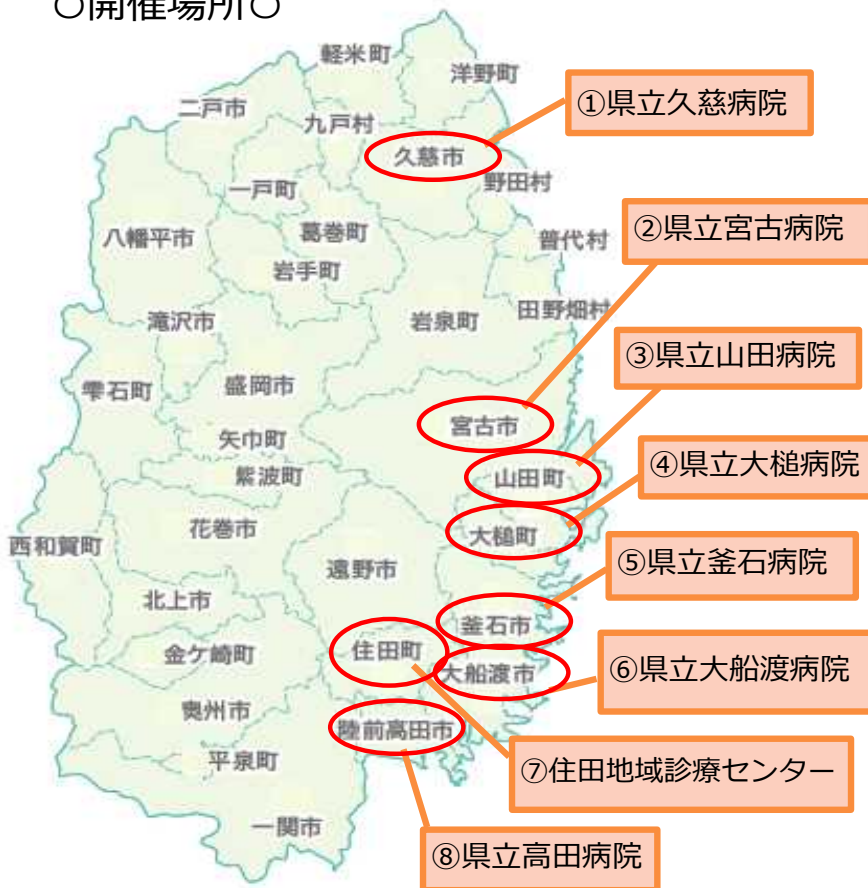 〇開催場所〇
軽米町
洋野町
二戸市
九戸村
①県立久慈病院
久慈市
一戸町
野田村
八幡平市
葛巻町
②県立宮古病院
普代村
岩手町
滝沢市
岩泉町
田野畑村
③県立山田病院
雫石町
盛岡市
宮古市
矢巾町
④県立大槌病院
紫波町
山田町
花巻市
大槌町
西和賀町
遠野市
⑤県立釜石病院
北上市
釜石市
金ケ崎町
住田町
大船渡市
⑥県立大船渡病院
奥州市
陸前高田市
平泉町
⑦住田地域診療センター
一関市
⑧県立高田病院